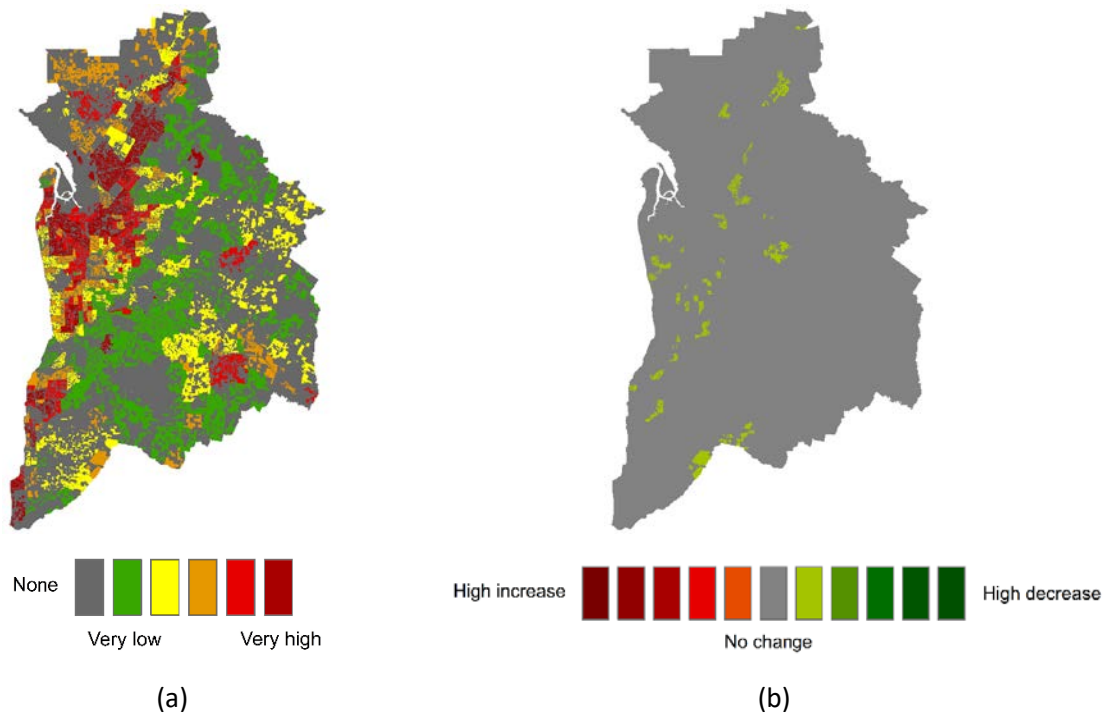 None
Very low
Very high
(a)
High increase
High decrease
No change
(b)